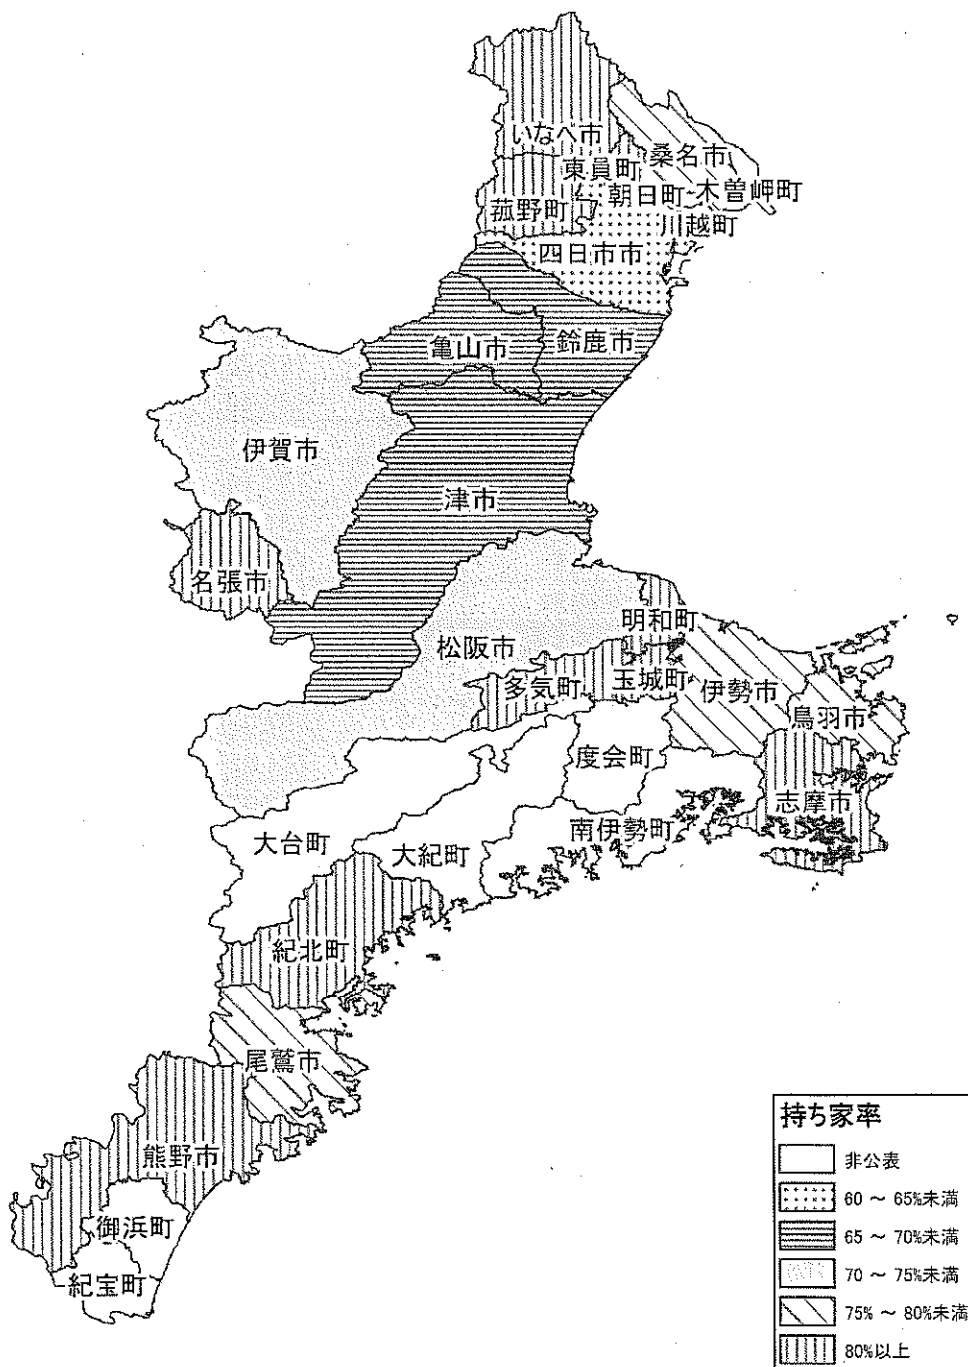 いなべ市
桑名市
東員町
朝日町
木曽岬町
菰野町
川越町
四日市市
亀山市
鈴鹿市
伊賀市
津市
名張市
明和町
松阪市
多気町
玉城町
伊勢市
鳥羽市
度会町
志摩市
大台町
大紀町
南伊勢町
紀北町
尾鷲市
熊野市
御浜町
紀宝町
持ち家率
非公表
60 ～ 65%未満
65 ～ 70%未満
70 ～ 75%未満
75% ～ 80%未満
80%以上